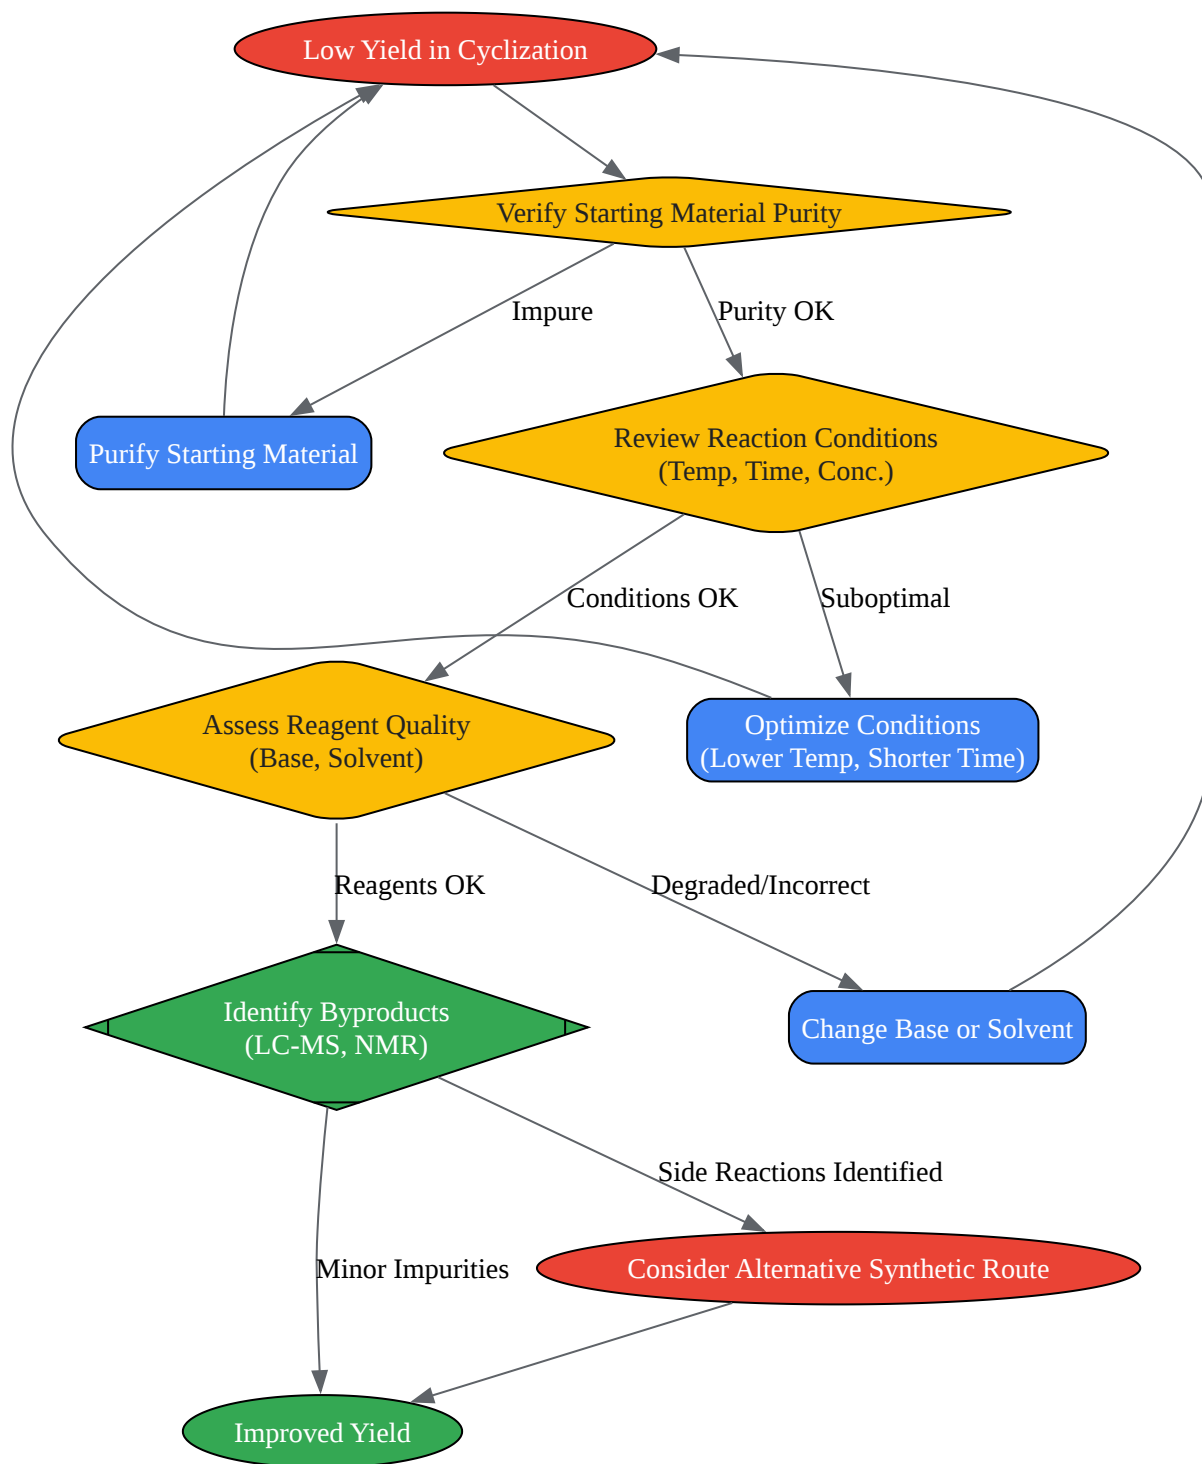 Low Yield in Cyclization
Verify Starting Material Purity
Impure
Purity OK
Purify Starting Material
Review Reaction Conditions
(Temp, Time, Conc.)
Conditions OK
Suboptimal
Assess Reagent Quality
(Base, Solvent)
Optimize Conditions
(Lower Temp, Shorter Time)
Reagents OK
Degraded/Incorrect
Identify Byproducts
(LC-MS, NMR)
Change Base or Solvent
Side Reactions Identified
Minor Impurities
Consider Alternative Synthetic Route
Improved Yield